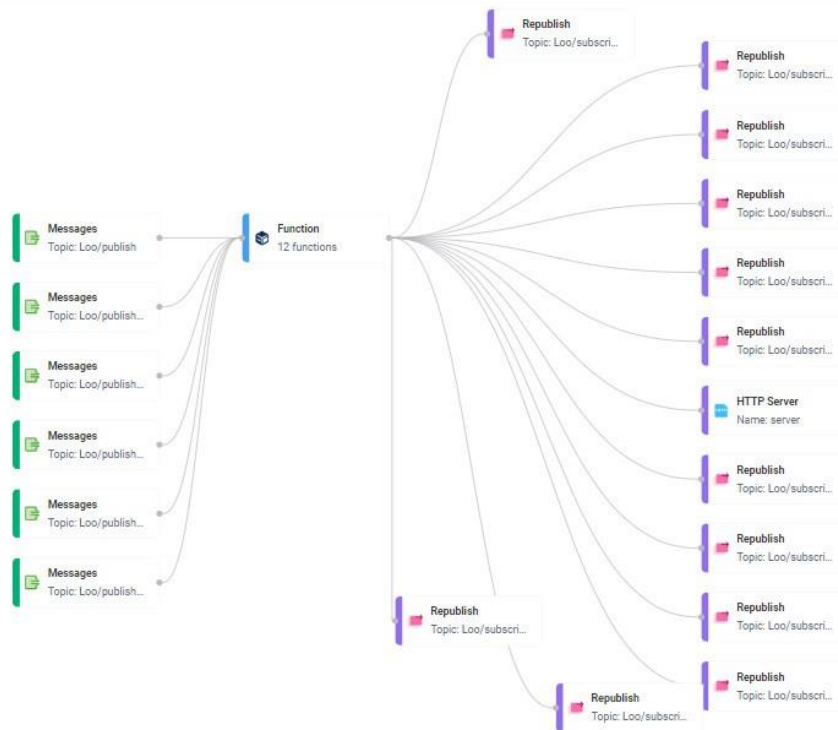 Republish
Topic: Loo/subscri...
Republish
Topic: Loo/subscri...
Republish
Topic: Loo/subscri...
Republish
Topic: Loo/subscri...
Messages
Topic: Loo/publish
Function
12 functions
Republish
Topic: Loo/subscri...
Messages
Topic: Loo/publish...
Republish
Topic: Loo/subscri...
Messages
Topic: Loo/publish...
HTTP Server
Name: server
Messages
Topic: Loo/publish...
Republish
Topic: Loo/subscri...
Messages
Topic: Loo/publish...
Republish
Topic: Loo/subscri...
Messages
Topic: Loo/publish...
Republish
Topic: Loo/subscri...
Republish
Topic: Loo/subscri...
Republish
Topic: Loo/subscri...
Republish
Topic: Loo/subscri...